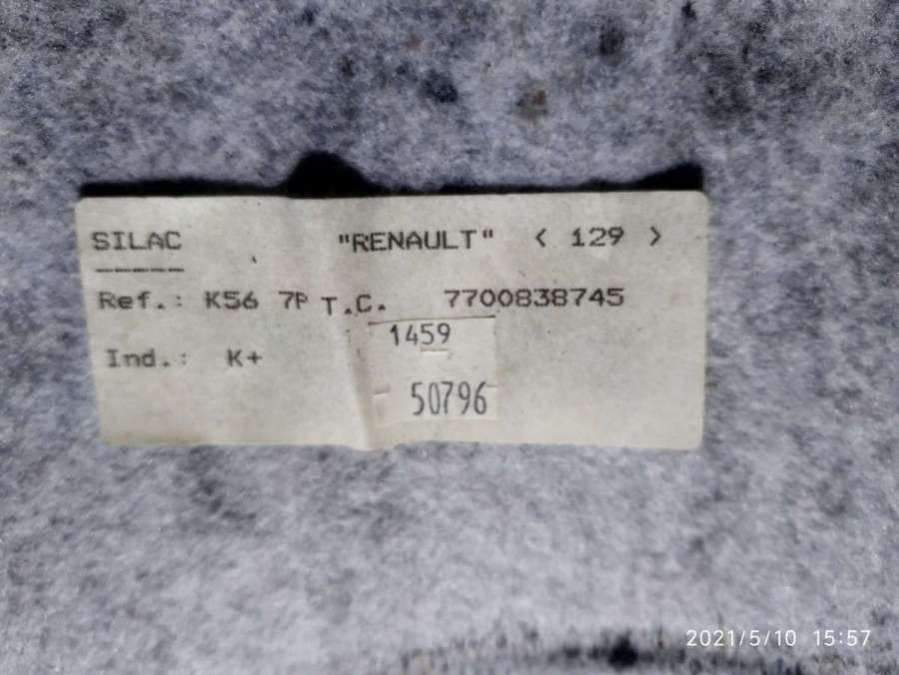 SILAC "RENAULT" < 129 >
Ref.: K56 7P T.C. 7700838745
1459
Ind.: K+
50796
2021/5/10 15:57